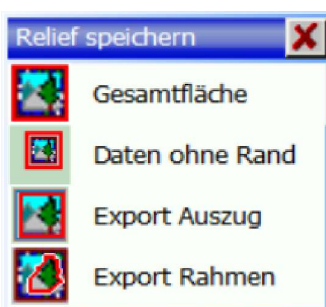 Relief speichern
Gesamtfläche
Daten ohne Rand
Export Auszug
Export Rahmen